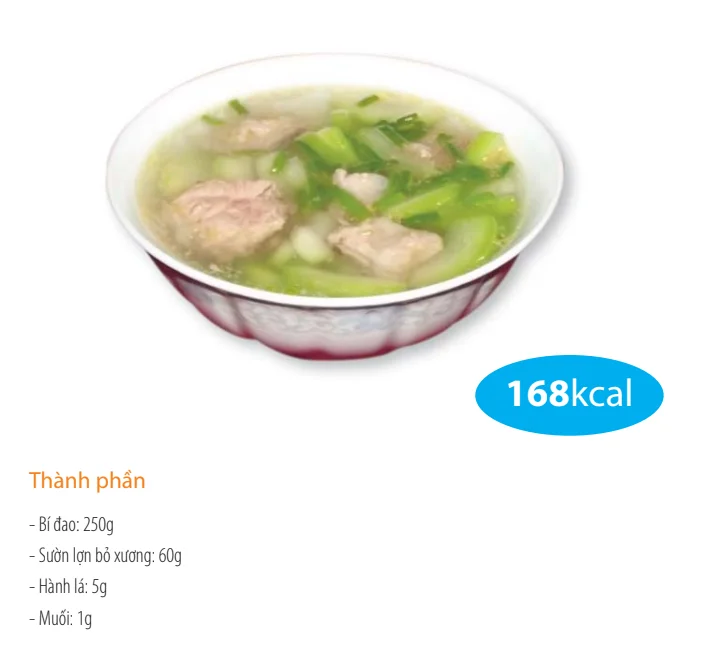 168kcal
Thành phần
- Bí đao: 250g
- Sườn lợn bỏ xương: 60g
- Hành lá: 5g
- Muối: 1g